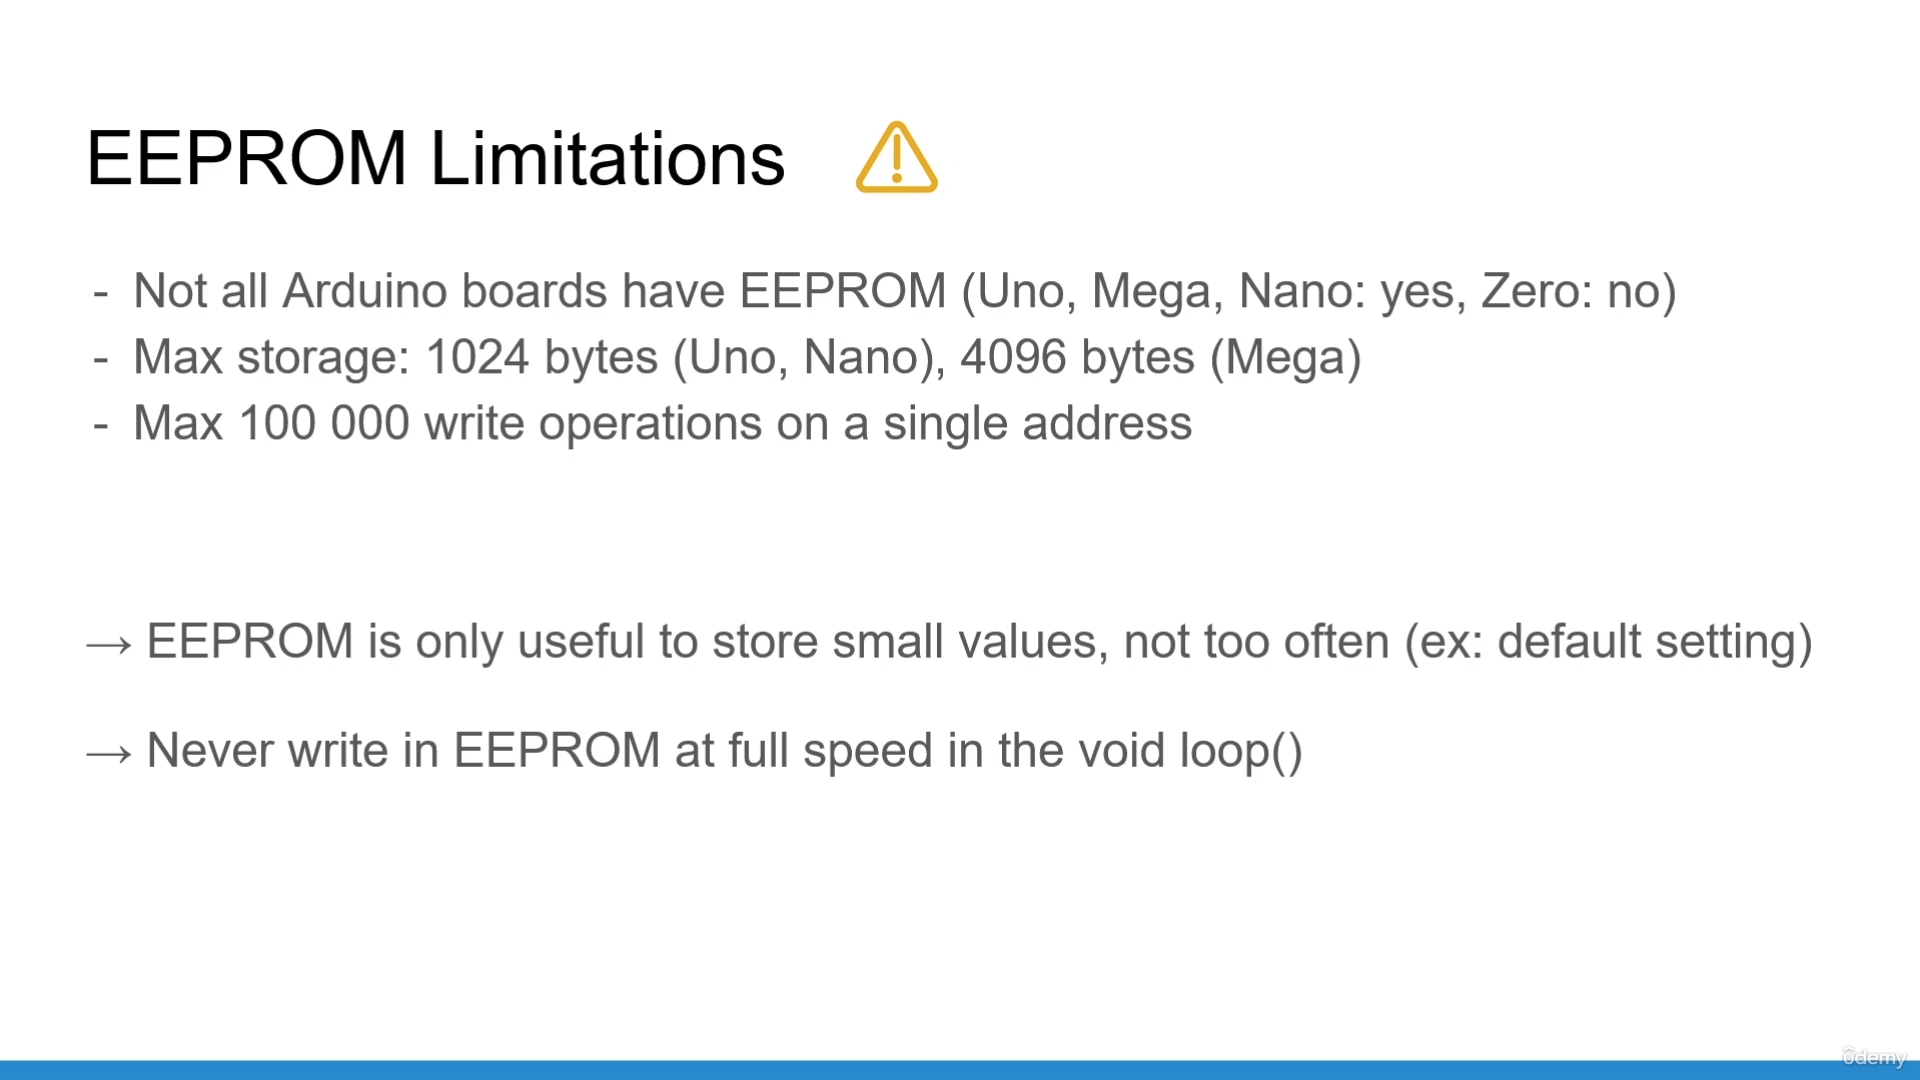 EEPROM Limitations
- Not all Arduino boards have EEPROM (Uno, Mega, Nano: yes, Zero: no)
- Max storage: 1024 bytes (Uno, Nano), 4096 bytes (Mega)
- Max 100 000 write operations on a single address
→ EEPROM is only useful to store small values, not too often (ex: default setting)
→ Never write in EEPROM at full speed in the void loop()
ûdemy